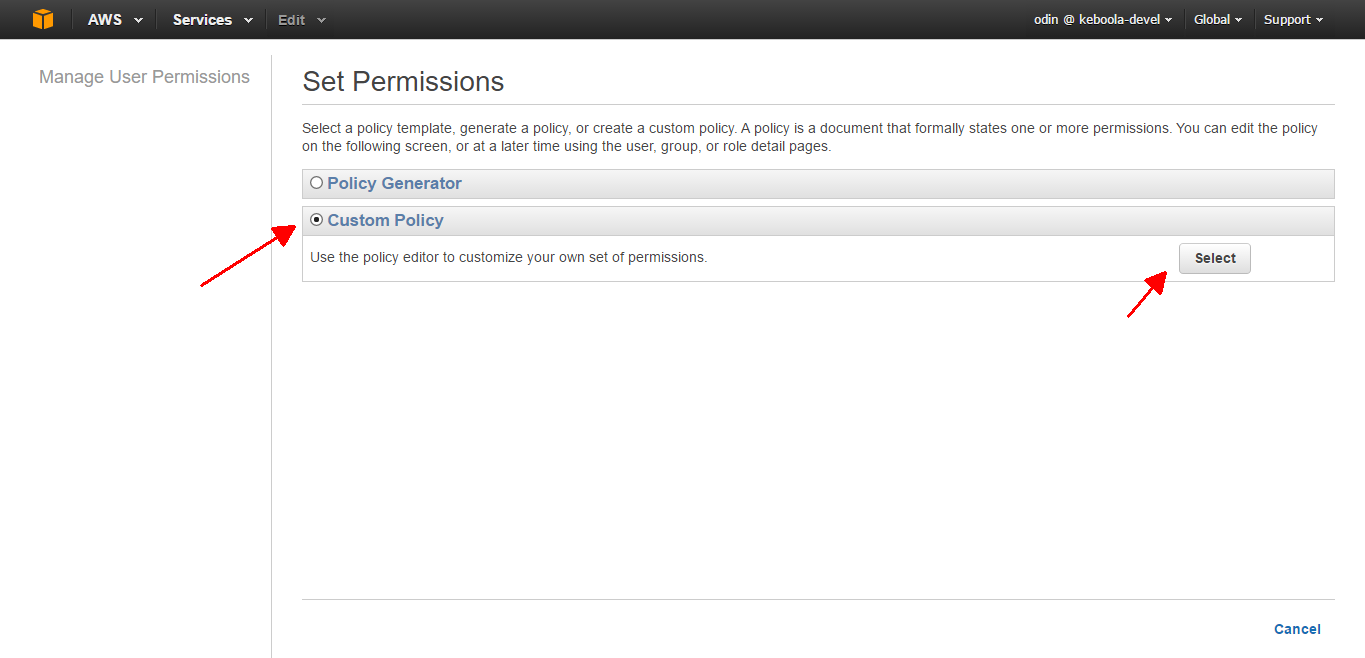 AWS Services Edit odin @ keboola-devel Global Support
Manage User Permissions
Set Permissions
Select a policy template, generate a policy, or create a custom policy. A policy is a document that formally states one or more permissions. You can edit the policy
on the following screen, or at a later time using the user, group, or role detail pages.
Policy Generator
Custom Policy
Use the policy editor to customize your own set of permissions.
Select
Cancel